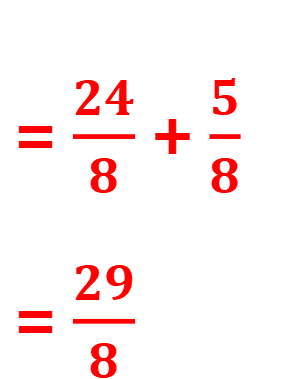 = 24/8 + 5/8
= 29/8